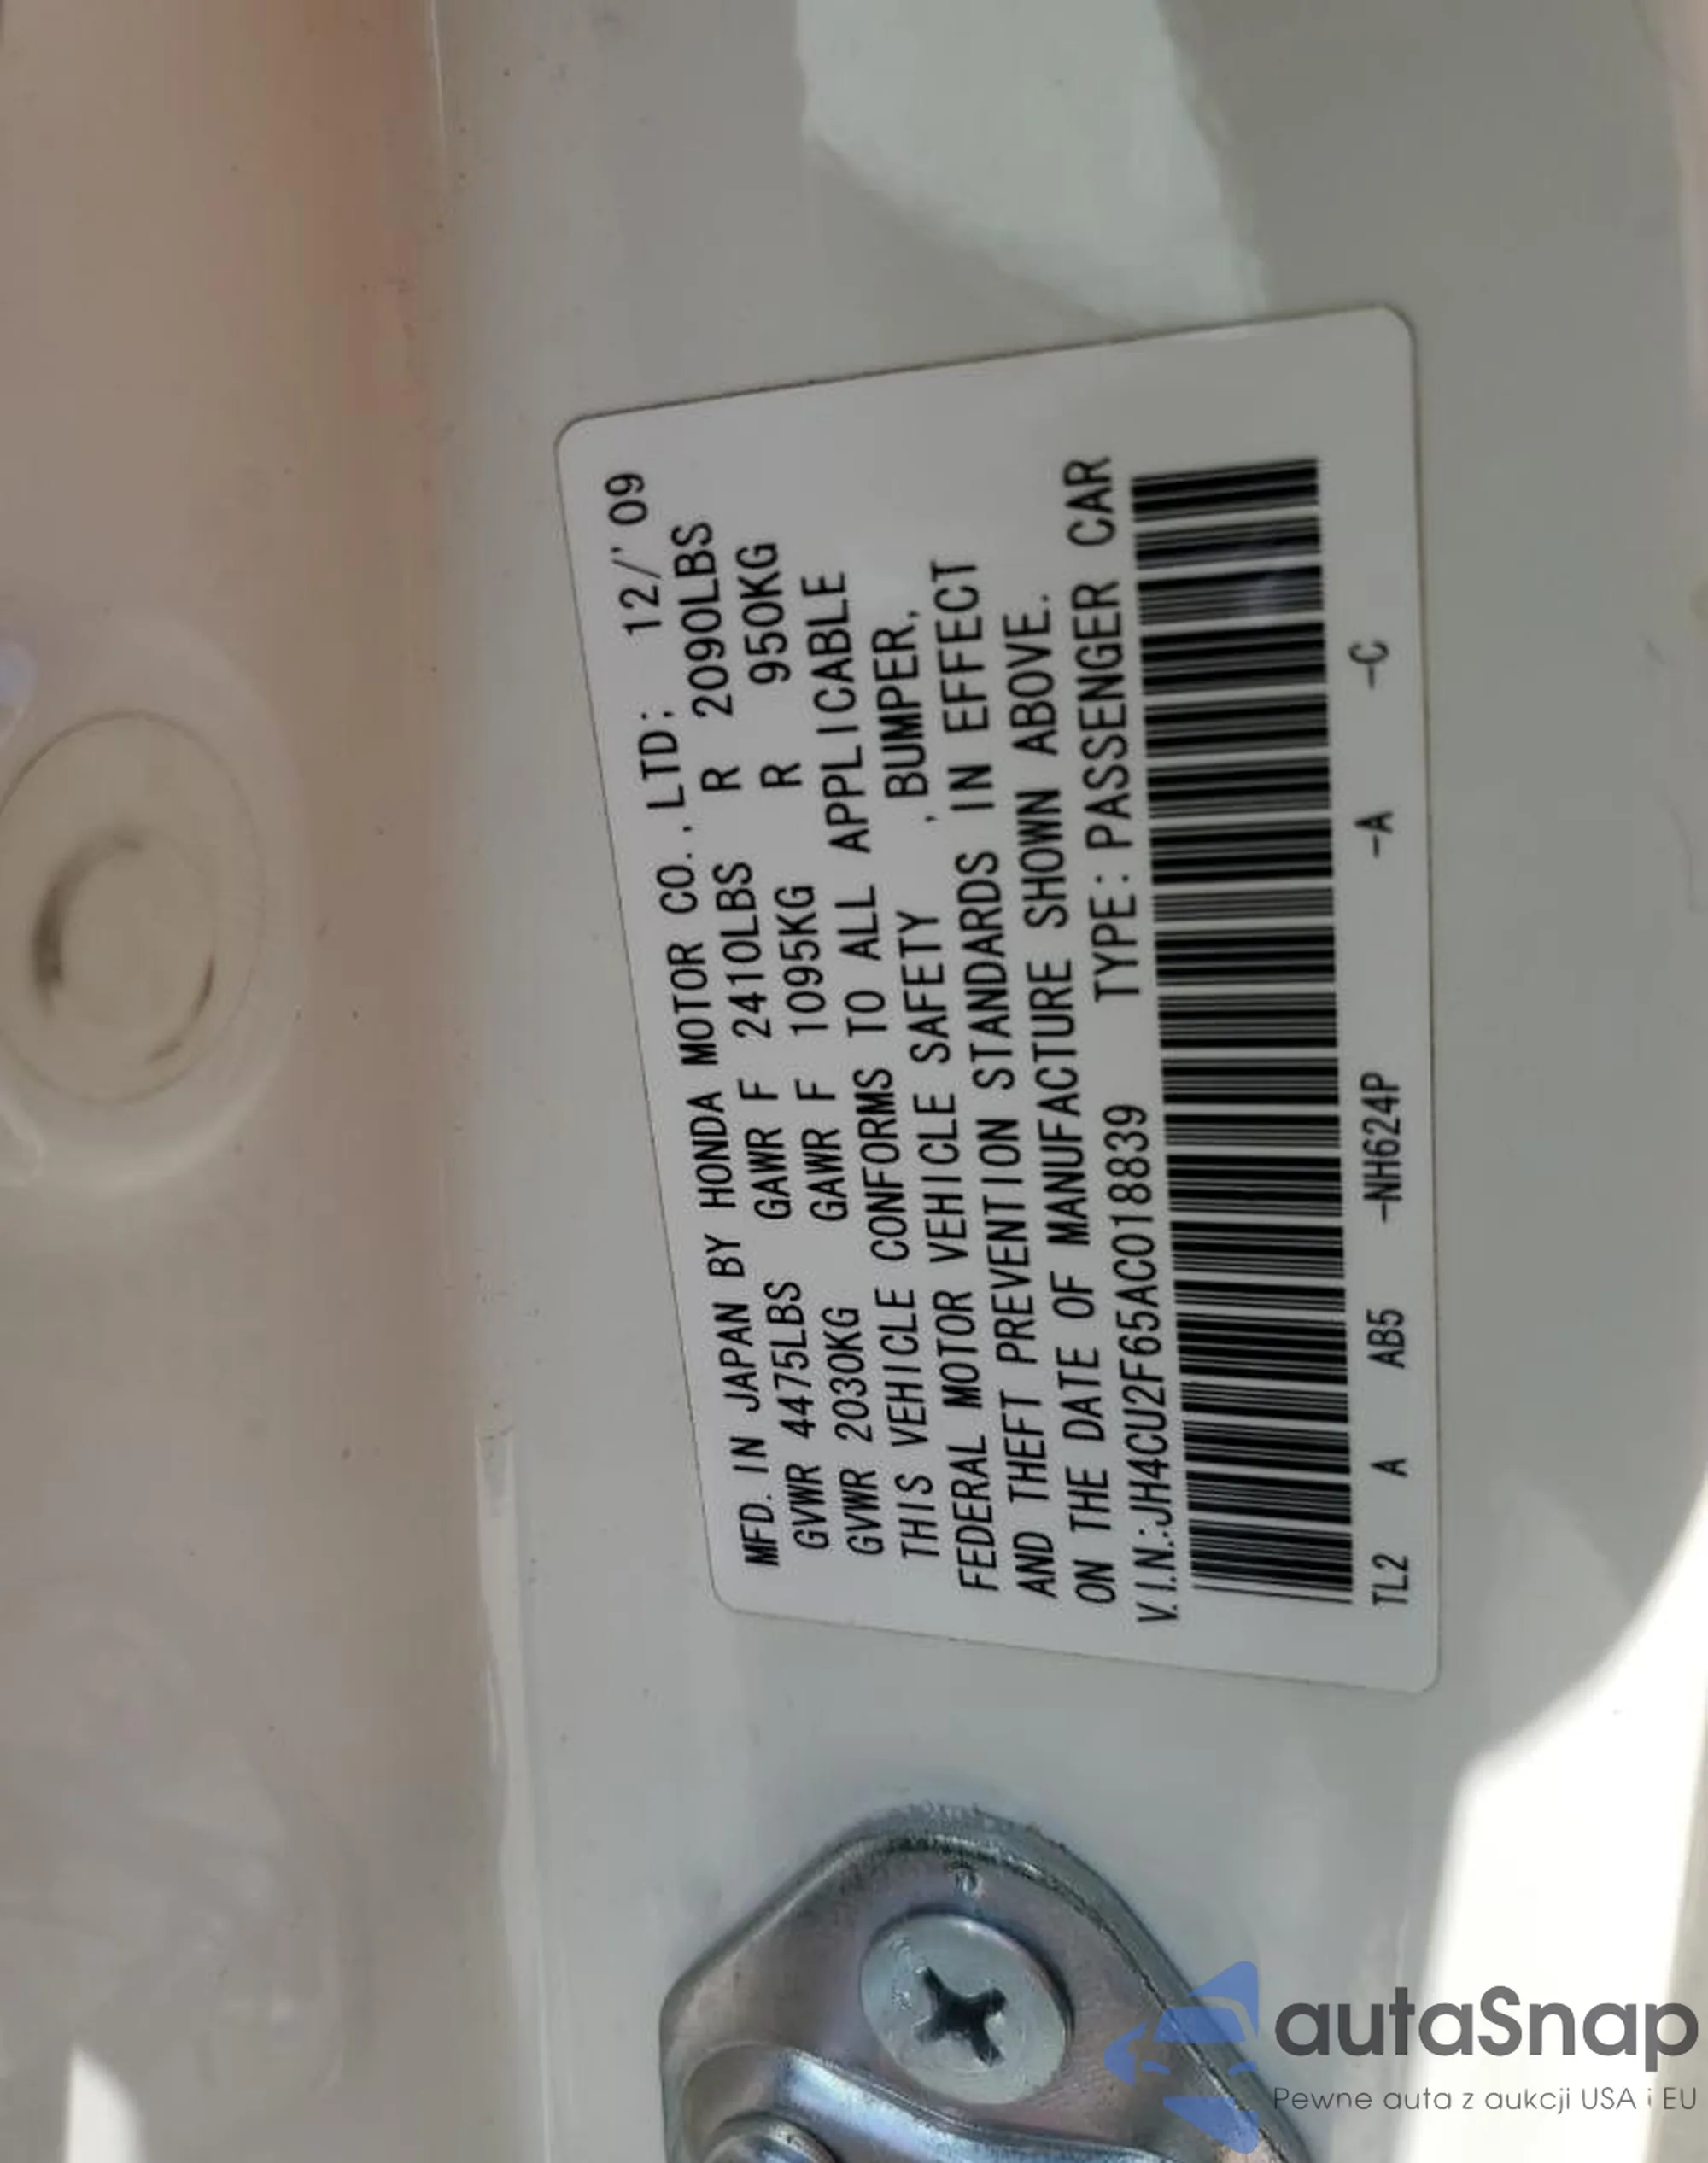 MFD. IN JAPAN BY HONDA MOTOR CO., LTD; 12/'09
GVWR 4475LBS GAWR F 2410LBS R 2090LBS
GVWR 2030KG GAWR F 1095KG R 950KG
THIS VEHICLE CONFORMS TO ALL APPLICABLE
FEDERAL MOTOR VEHICLE SAFETY , BUMPER,
AND THEFT PREVENTION STANDARDS IN EFFECT
ON THE DATE OF MANUFACTURE SHOWN ABOVE.
V.I.N.:JH4CU2F65AC018839 TYPE: PASSENGER CAR
TL2 A AB5 -NH624P -A -C
autaSnap
Pewne auta z aukcji USA i EU